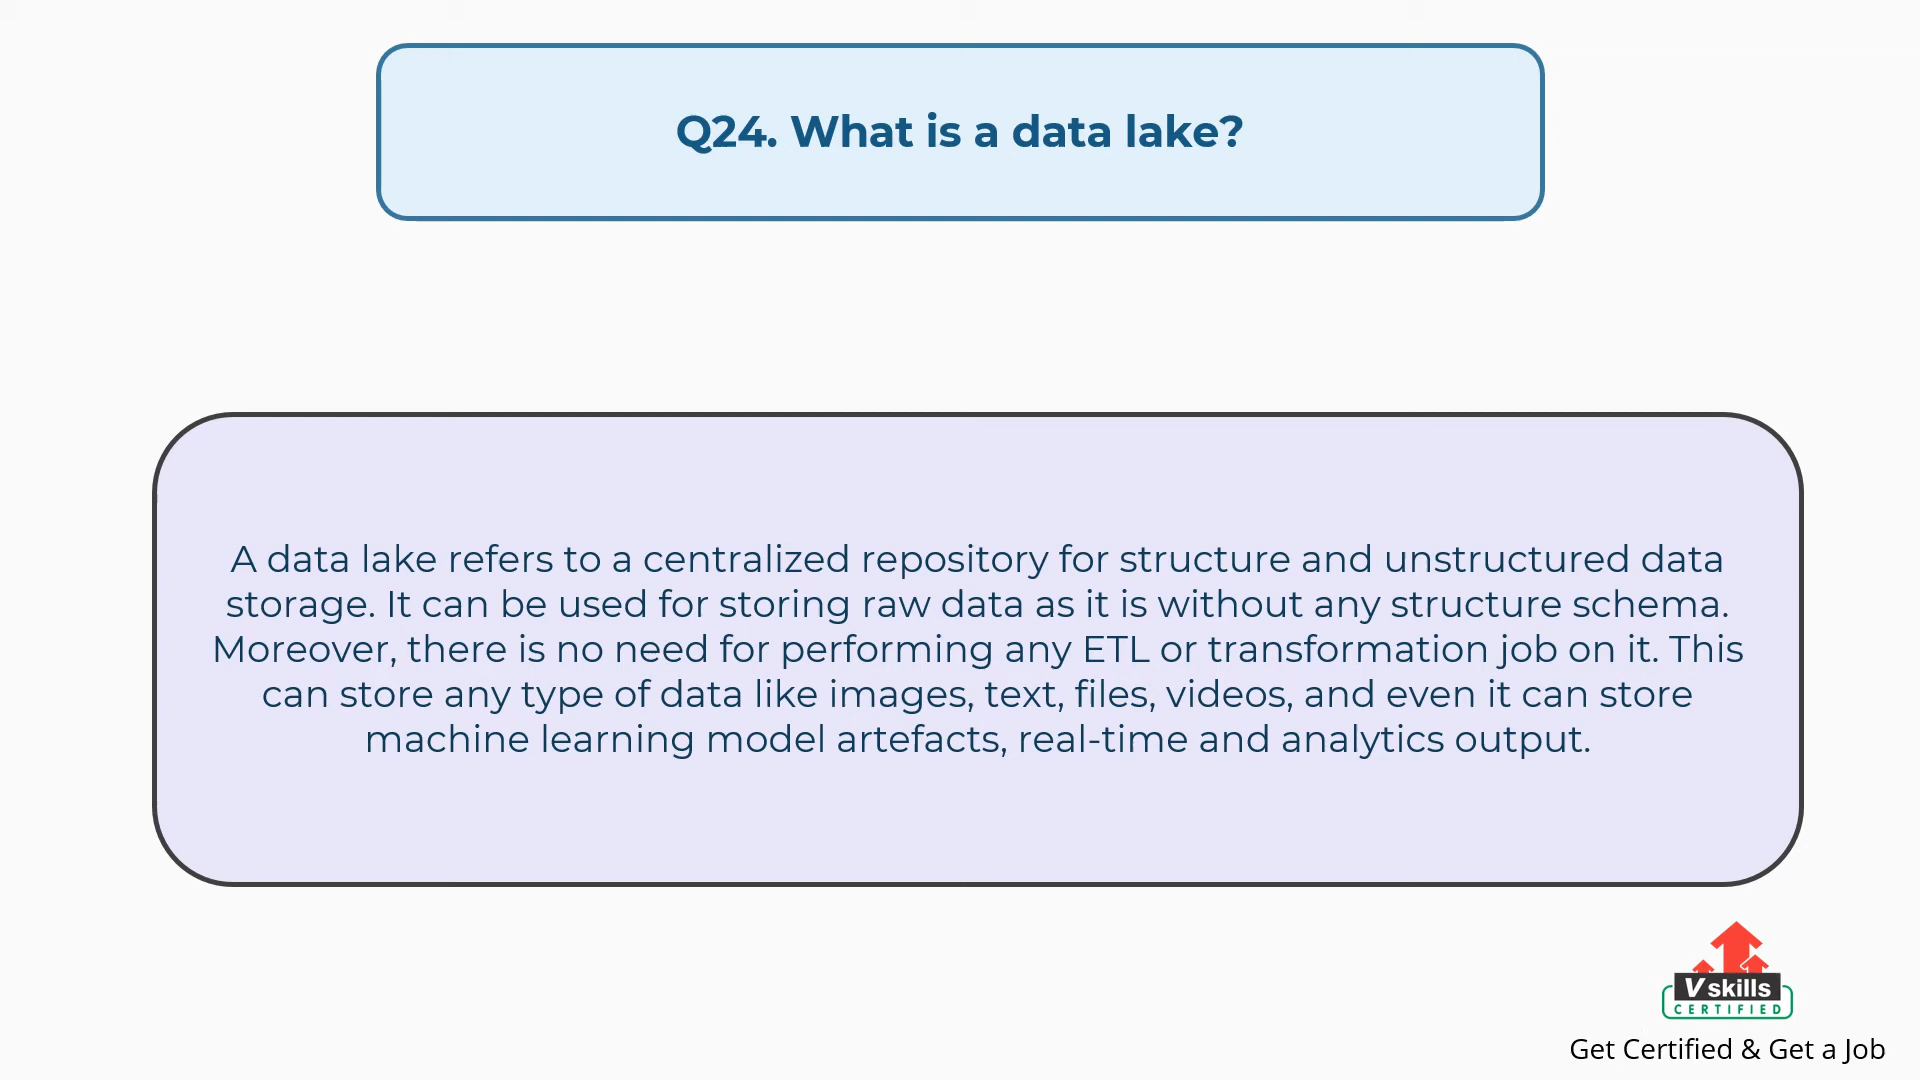 Q24. What is a data lake?
A data lake refers to a centralized repository for structure and unstructured data
storage. It can be used for storing raw data as it is without any structure schema.
Moreover, there is no need for performing any ETL or transformation job on it. This
can store any type of data like images, text, files, videos, and even it can store
machine learning model artefacts, real-time and analytics output.
Vskills
CERTIFIED
Get Certified & Get a Job